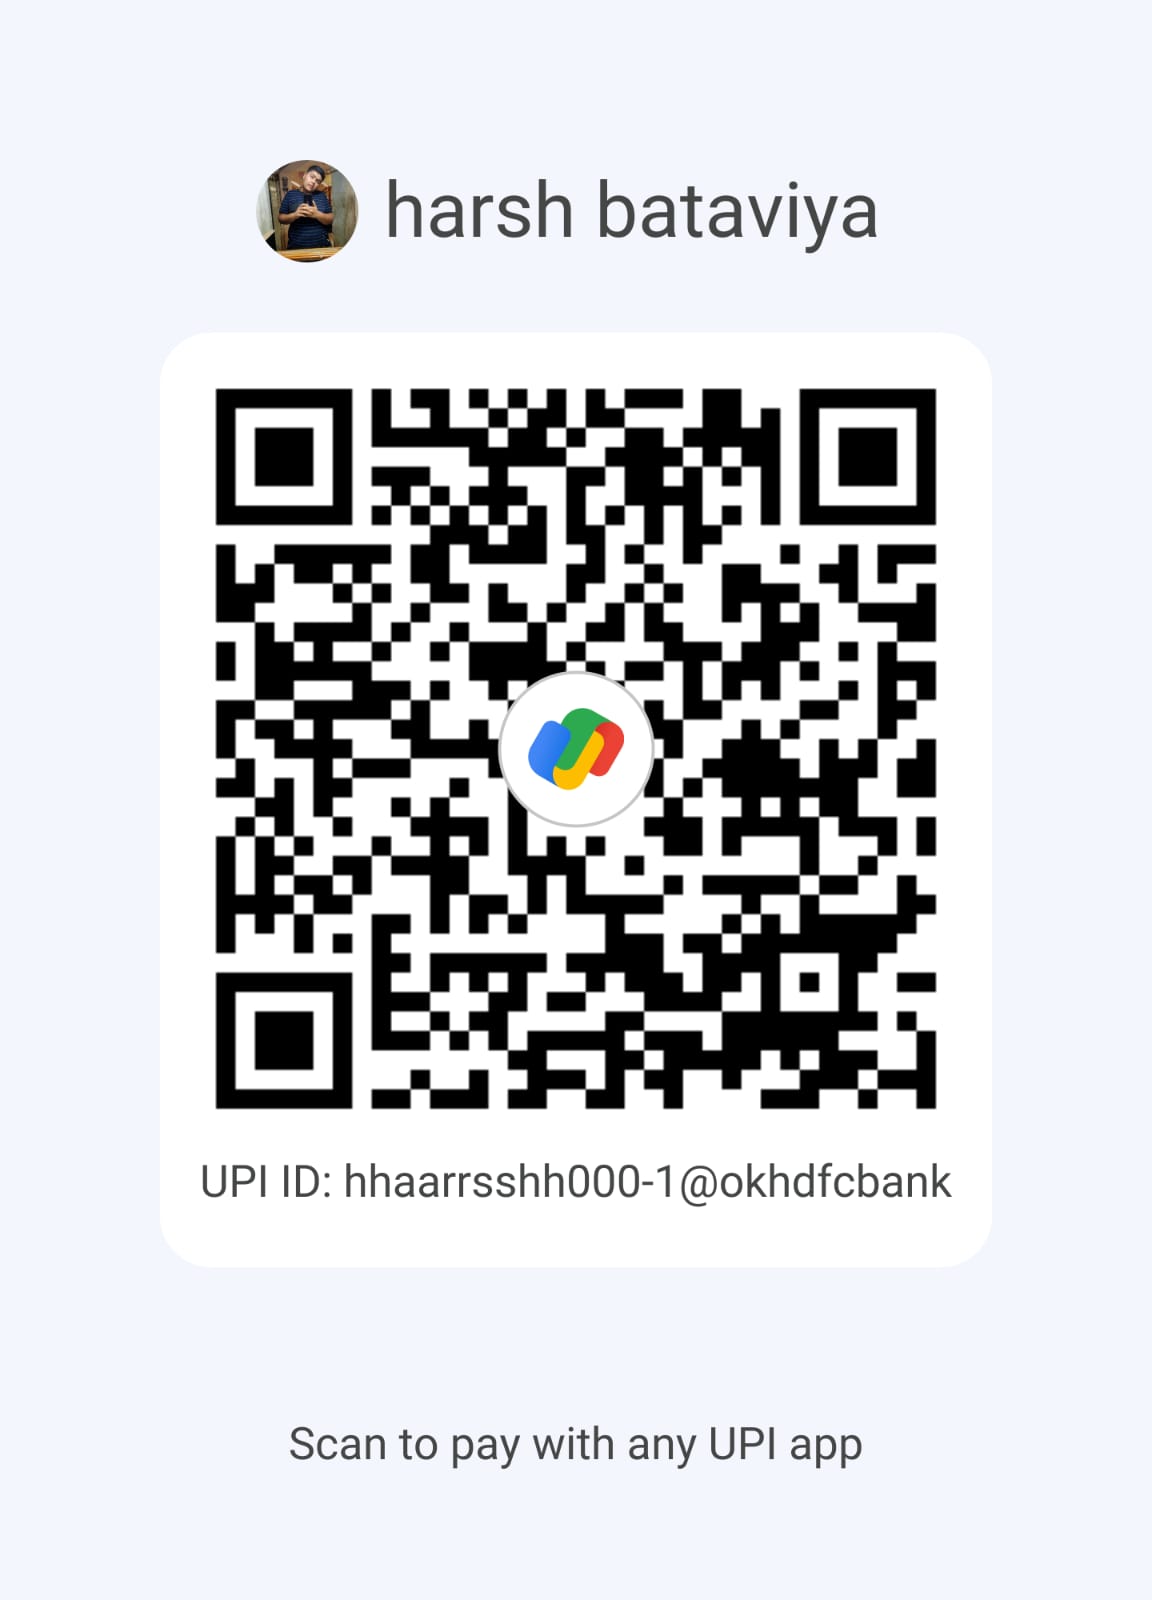 harsh bataviya
UPI ID: hhaarrsshh000-1@okhdfcbank
Scan to pay with any UPI app